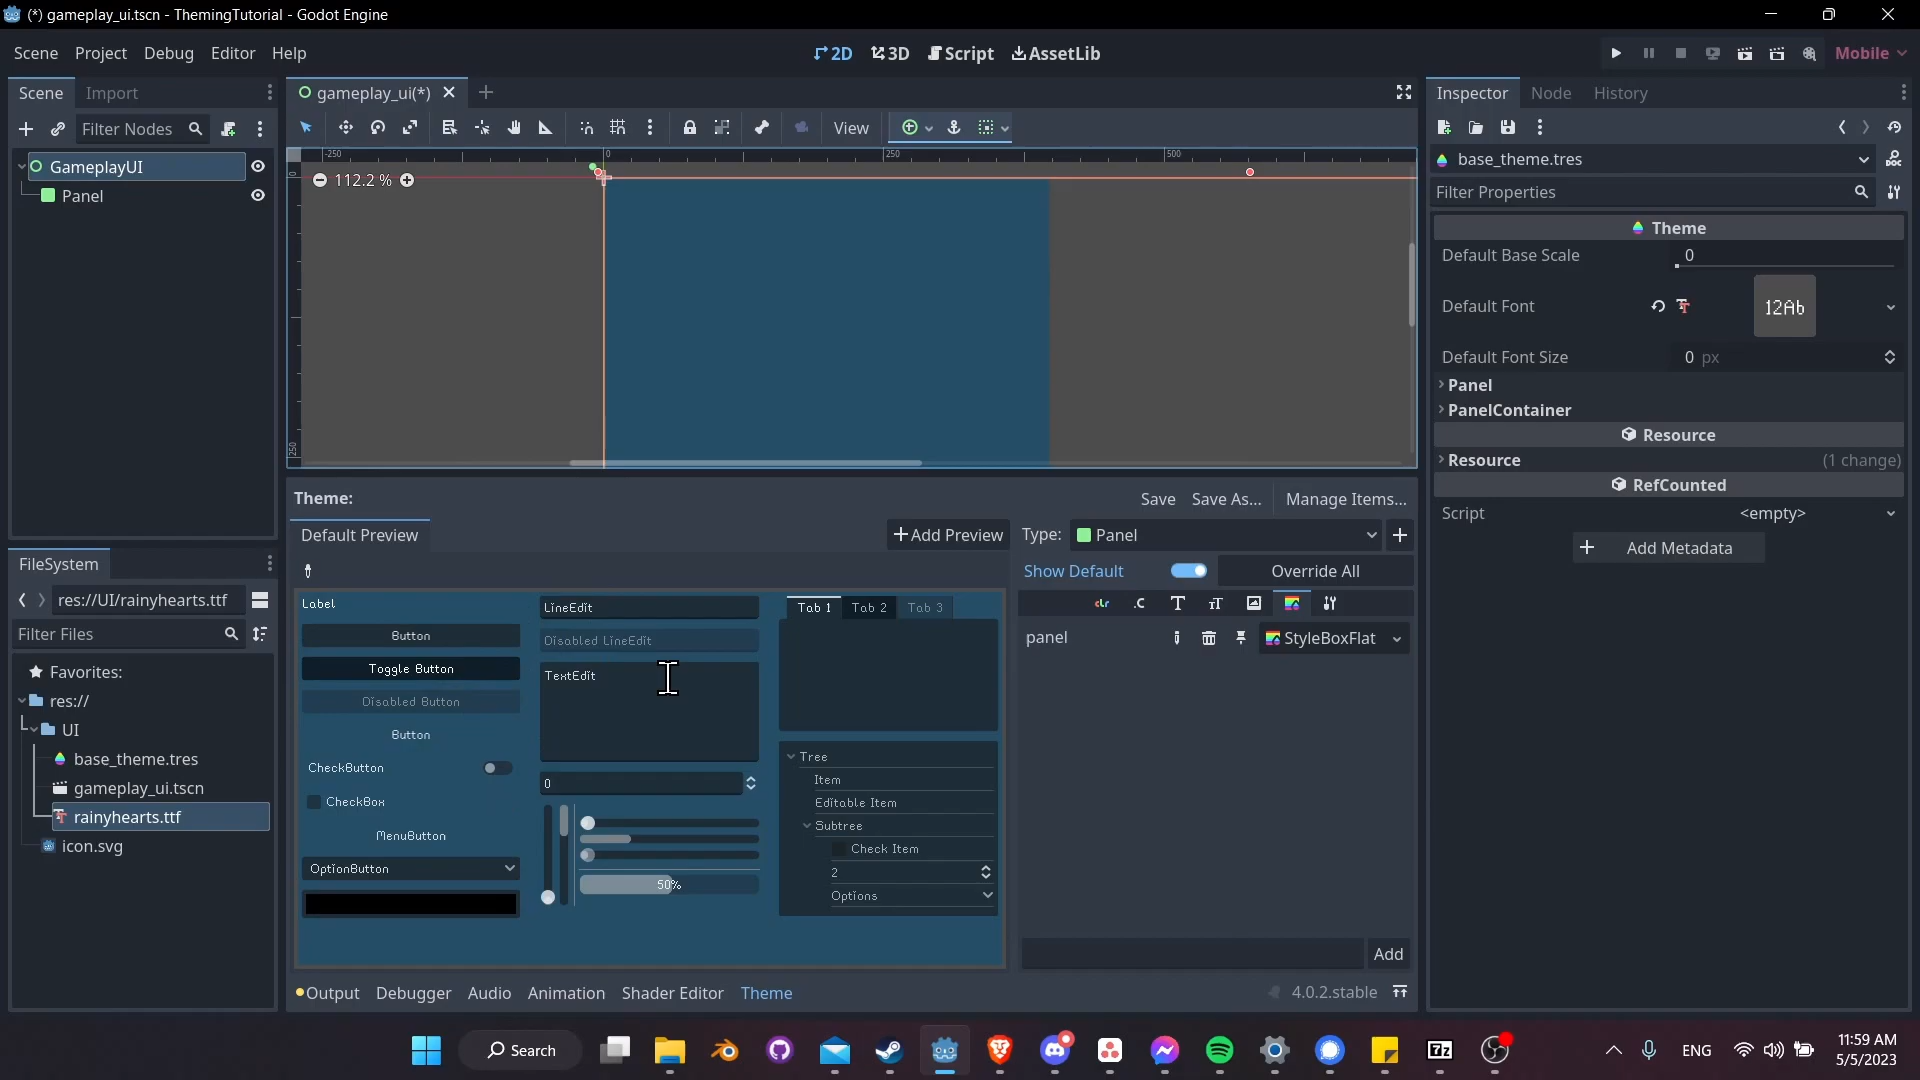 (*) gameplay_ui.tscn - ThemingTutorial - Godot Engine
Scene Project Debug Editor Help
2D 3D Script AssetLib
Mobile
Scene Import
gameplay_ui(*)
Inspector Node History
Filter Nodes
View
GameplayUI
Panel
-250 0 250 500
0
250
112.2 %
base_theme.tres
Filter Properties
Theme
Default Base Scale 0
Default Font 12Ab
Default Font Size 0 px
Panel
PanelContainer
Resource
Resource (1 change)
RefCounted
Script <empty>
Add Metadata
Theme: Save Save As... Manage Items...
Default Preview
Add Preview
Type: Panel
Show Default
Override All
panel StyleBoxFlat
Add
Label
Button
Toggle Button
Disabled Button
Button
CheckButton
CheckBox
MenuButton
OptionButton
LineEdit
Disabled LineEdit
TextEdit
0
50%
Tab 1 Tab 2 Tab 3
Tree
Item
Editable Item
Subtree
Check Item
2
Options
FileSystem
res://UI/rainyhearts.ttf
Filter Files
Favorites:
res://
UI
base_theme.tres
gameplay_ui.tscn
rainyhearts.ttf
icon.svg
Output Debugger Audio Animation Shader Editor Theme
4.0.2.stable
Search
7z
ENG
11:59 AM
5/5/2023